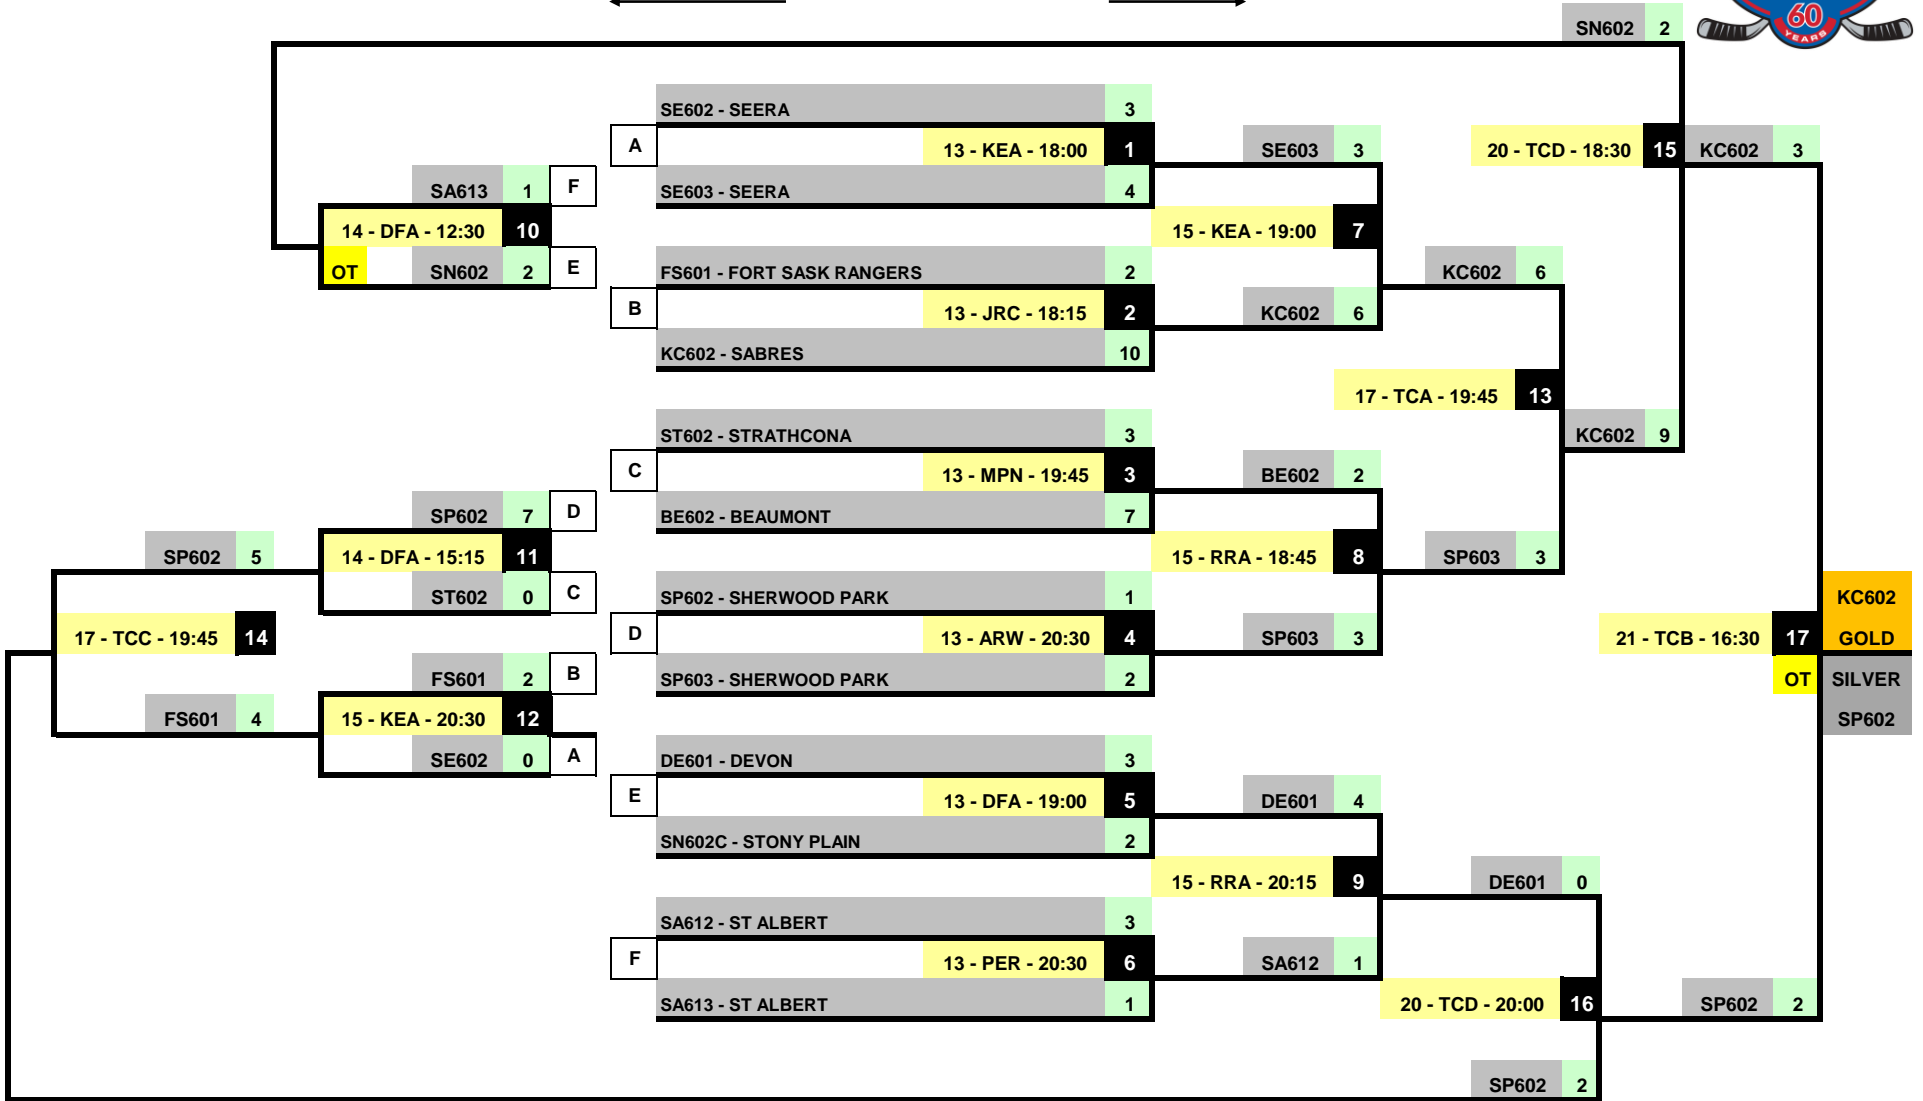 60
YEARS
SN602 2
SE602 - SEERA 3
A 13 - KEA - 18:00 1
SE603 3
20 - TCD - 18:30 15 KC602 3
SA613 1 F
SE603 - SEERA 4
14 - DFA - 12:30 10
15 - KEA - 19:00 7
OT SN602 2 E
FS601 - FORT SASK RANGERS 2
KC602 6
B 13 - JRC - 18:15 2
KC602 6
KC602 - SABRES 10
17 - TCA - 19:45 13
ST602 - STRATHCONA 3
KC602 9
C 13 - MPN - 19:45 3
BE602 2
SP602 7 D
BE602 - BEAUMONT 7
SP602 5
14 - DFA - 15:15 11
15 - RRA - 18:45 8
SP603 3
ST602 0 C
SP602 - SHERWOOD PARK 1
KC602
17 - TCC - 19:45 14
D 13 - ARW - 20:30 4
SP603 3
21 - TCB - 16:30 17 GOLD
FS601 2 B
SP603 - SHERWOOD PARK 2
OT SILVER
FS601 4
15 - KEA - 20:30 12
SP602
SE602 0 A
DE601 - DEVON 3
E 13 - DFA - 19:00 5
DE601 4
SN602C - STONY PLAIN 2
15 - RRA - 20:15 9
DE601 0
SA612 - ST ALBERT 3
F 13 - PER - 20:30 6
SA612 1
SA613 - ST ALBERT 1
20 - TCD - 20:00 16
SP602 2
SP602 2